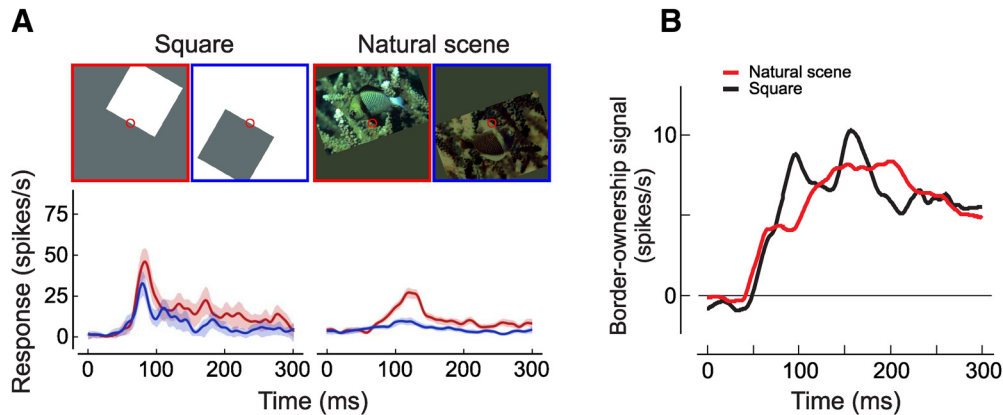 A
Square
Natural scene
Response (spikes/s)
75
50
25
0
0 100 200 300
0 100 200 300
Time (ms)
B
Natural scene
Square
Border-ownership signal
(spikes/s)
10
0
0 100 200 300
Time (ms)